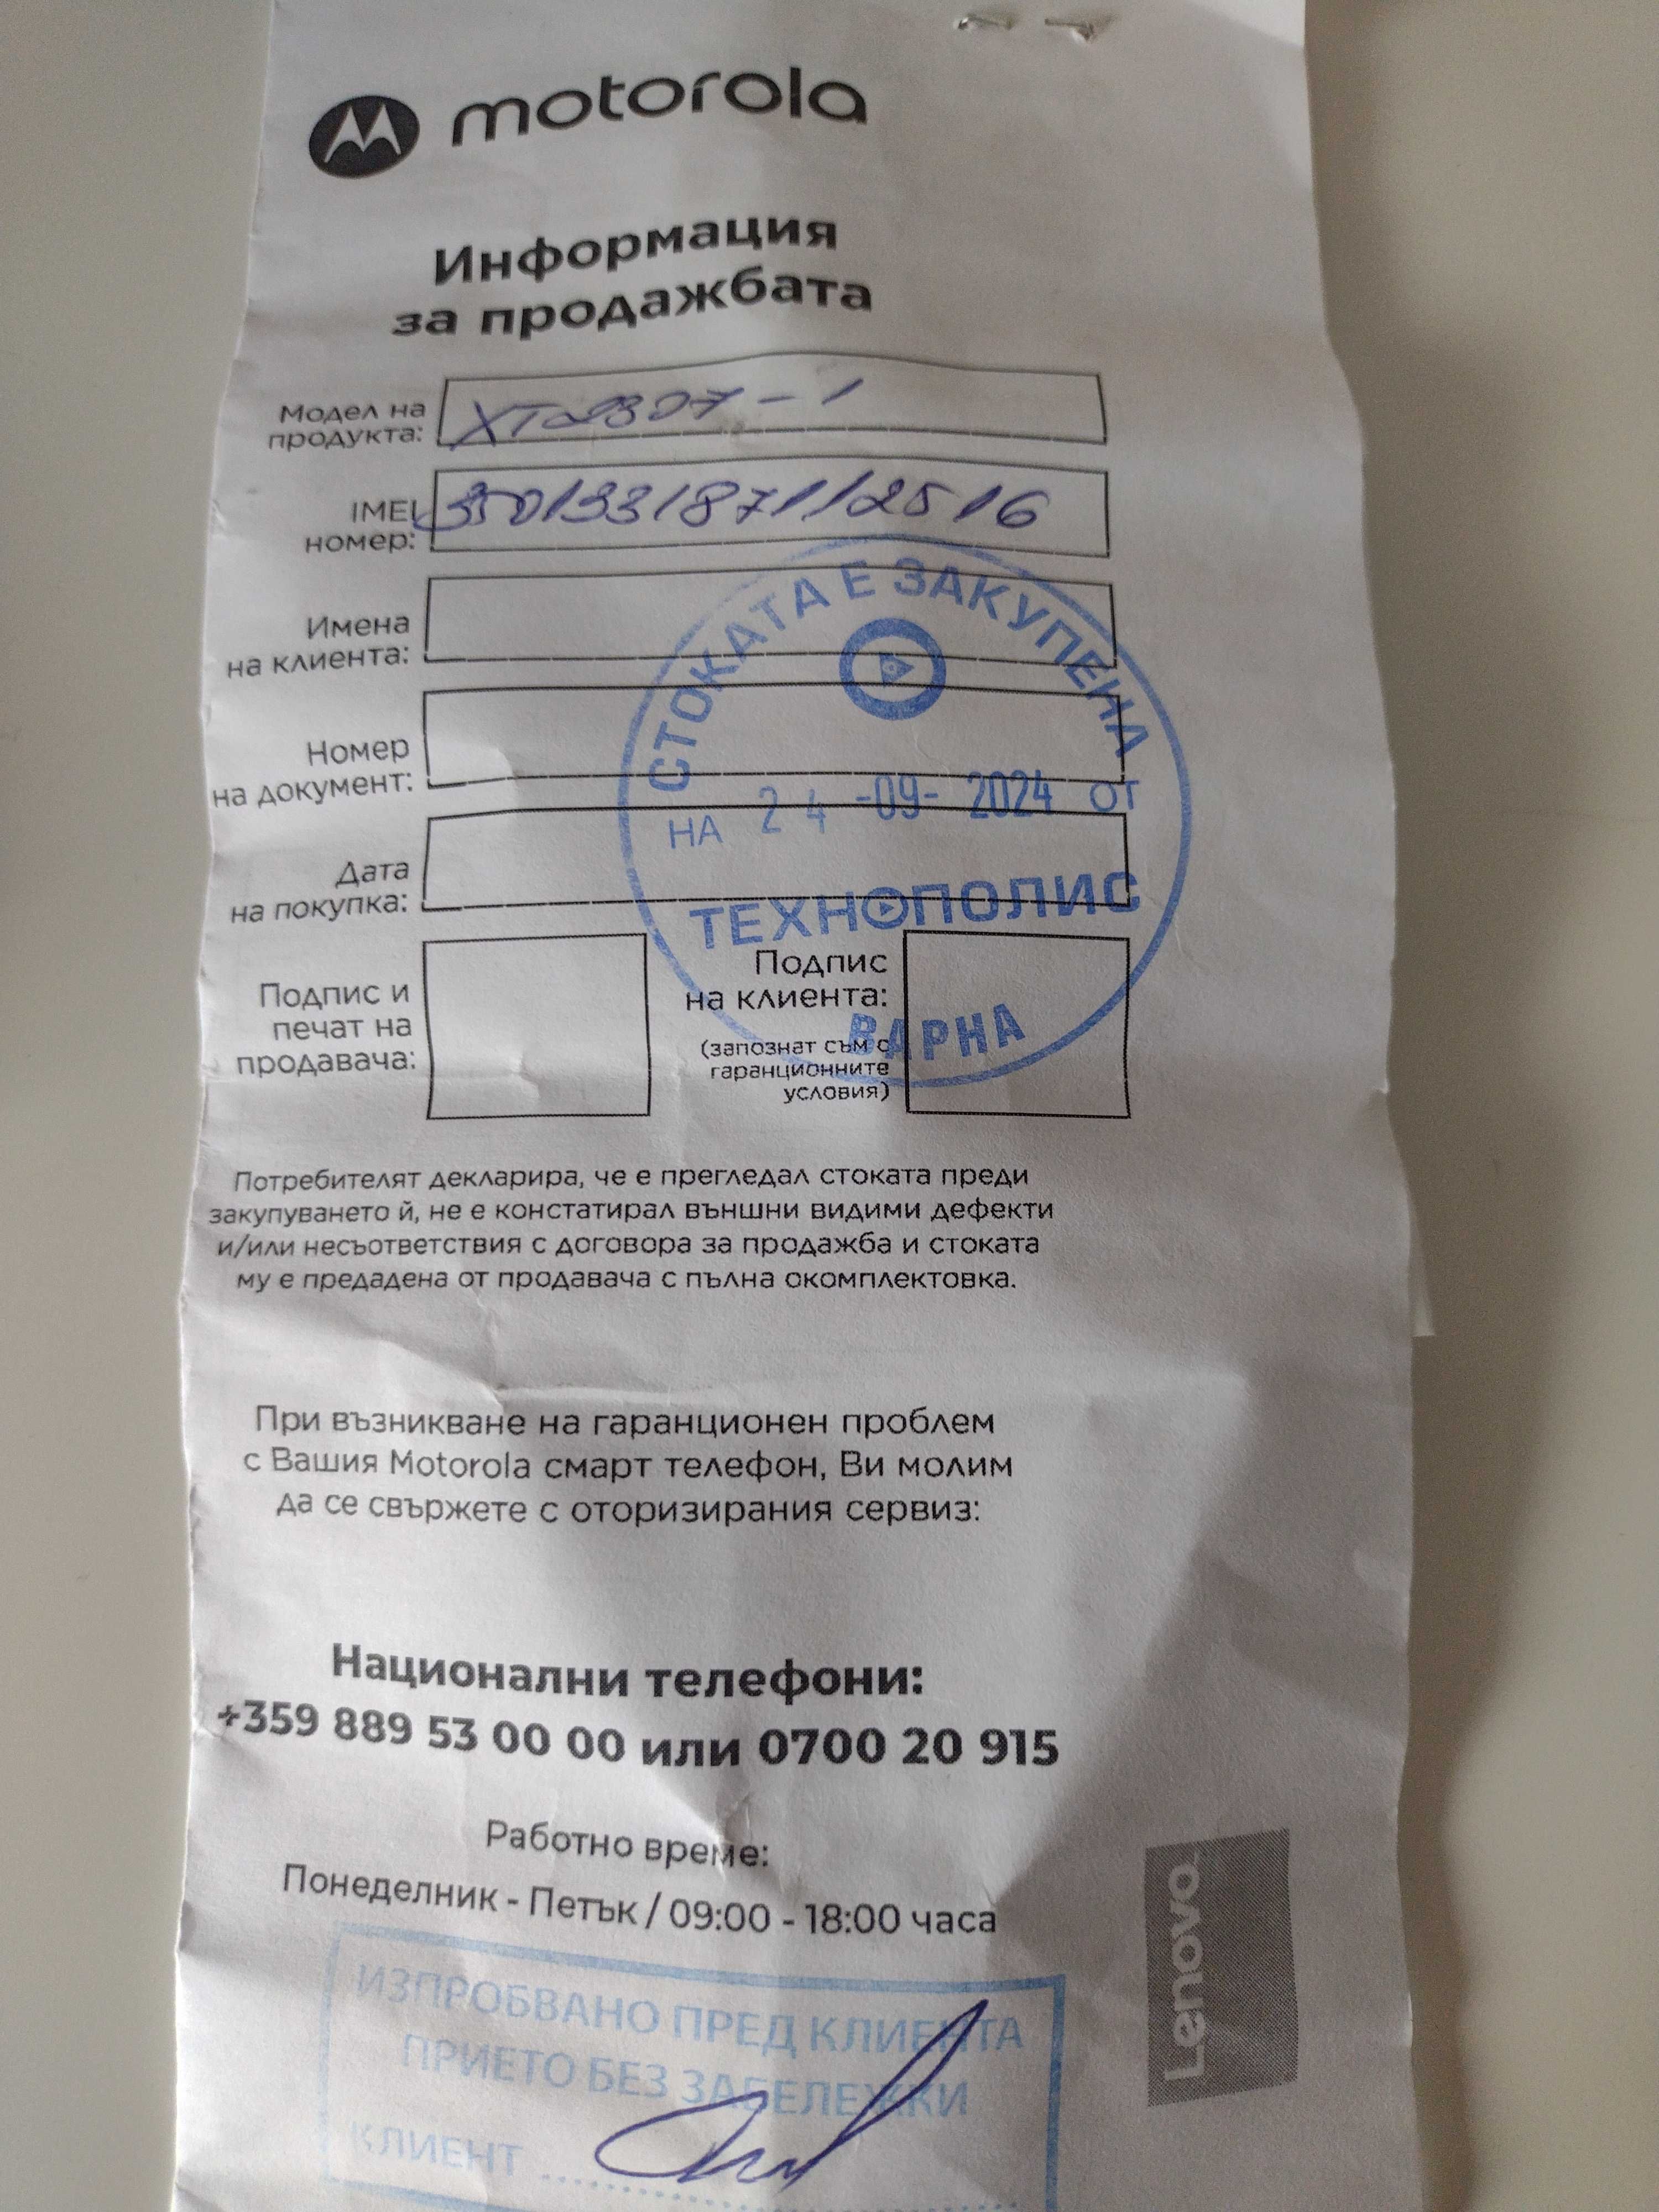 motorola
Информация
за продажбата
Модел на
продукта:
XT2307-1
IMEI
номер:
350133187112516
Имена
на клиента:
Номер
на документ:
Дата
на покупка:
Подпис и
печат на
продавача:
Подпис
на клиента:
(запознат съм с
гаранционните
условия)
СТОКАТА Е ЗАКУПЕНА
НА 24 -09- 2024 ОТ
ТЕХНОПОЛИС
ВАРНА
Потребителят декларира, че е прегледал стоката преди
закупуването й, не е констатирал външни видими дефекти
и/или несъответствия с договора за продажба и стоката
му е предадена от продавача с пълна окомплектовка.
При възникване на гаранционен проблем
с Вашия Motorola смарт телефон, Ви молим
да се свържете с оторизирания сервиз:
Национални телефони:
+359 889 53 00 00 или 0700 20 915
Работно време:
Понеделник - Петък / 09:00 - 18:00 часа
Lenovo
ИЗПРОБВАНО ПРЕД КЛИЕНТА
ПРИЕТО БЕЗ ЗАБЕЛЕЖКИ
КЛИЕНТ